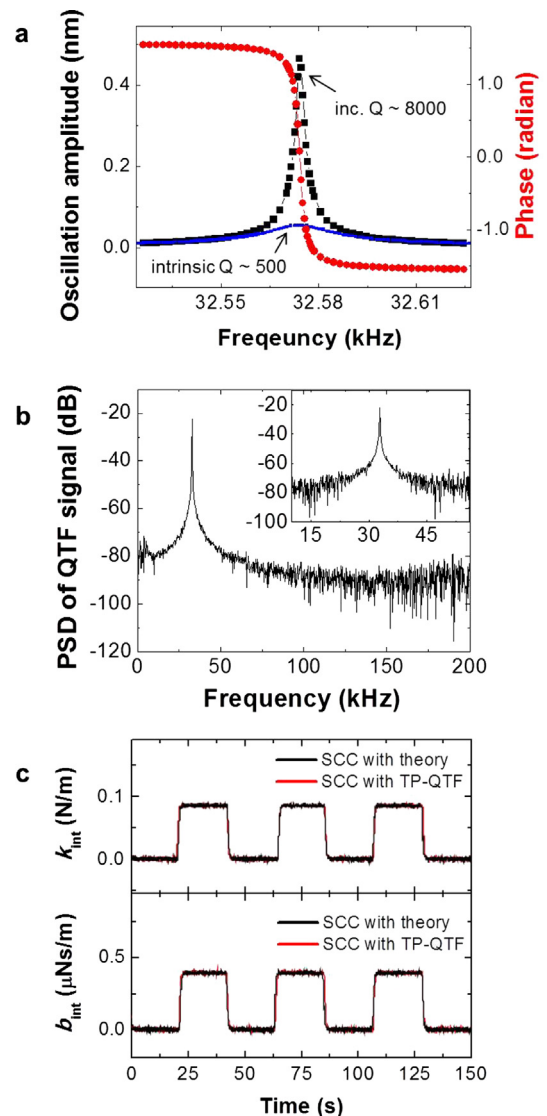 a
Oscillation amplitude (nm)
0.4
0.2
0.0
inc. Q ~ 8000
intrinsic Q ~ 500
1.0
0.0
-1.2
Phase (radian)
32.55 32.58 32.61
Freqeuncy (kHz)
b
PSD of QTF signal (dB)
-20
-40
-60
-80
-100
-120
-20
-40
-60
-80
-100
15 30 45
0 50 100 150 200
Frequency (kHz)
c
kint (N/m)
0.1
0.0
SCC with theory
SCC with TP-QTF
bint (μNs/m)
0.5
0.0
SCC with theory
SCC with TP-QTF
0 25 50 75 100 125 150
Time (s)